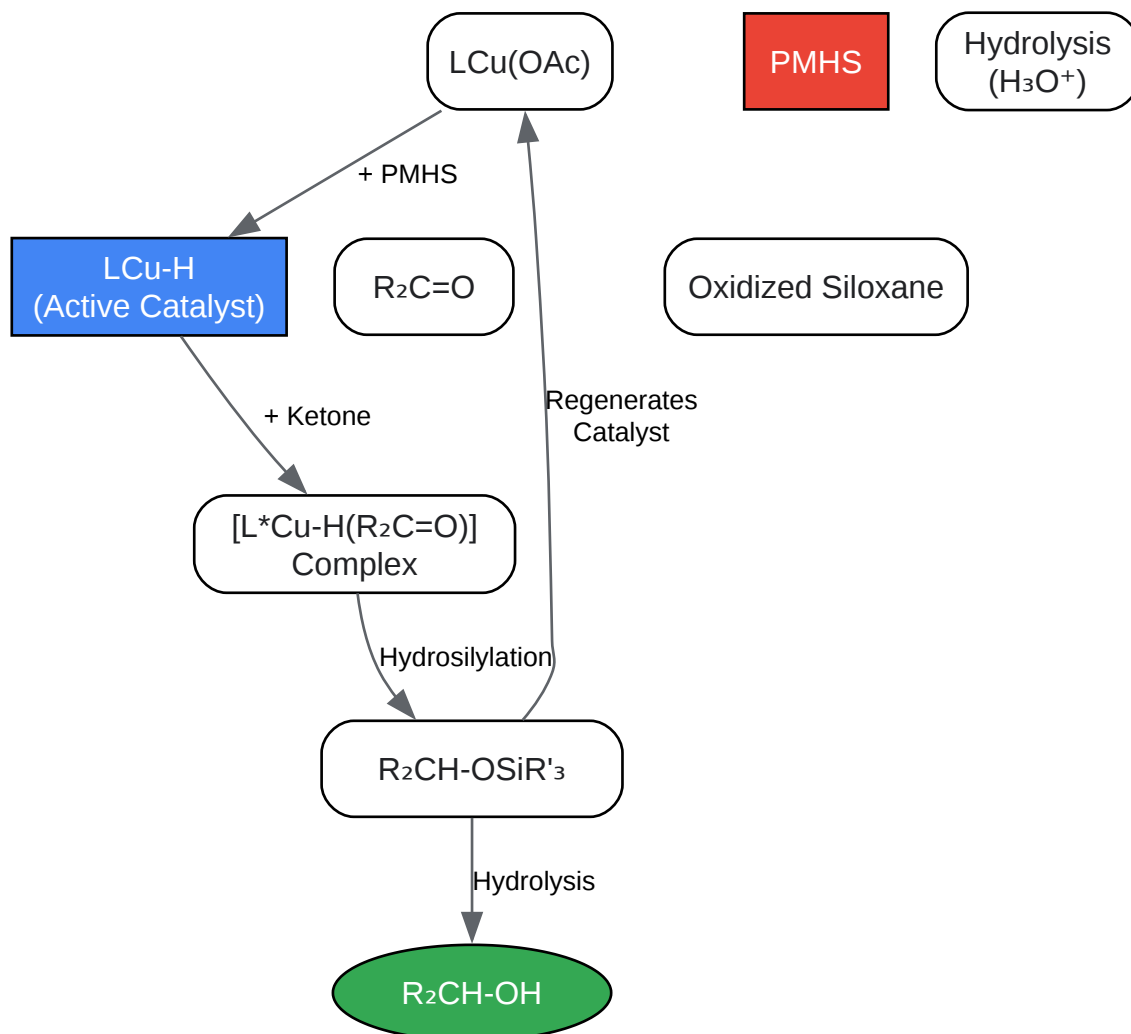 LCu(OAc)
PMHS
Hydrolysis
(H₃O⁺)
+ PMHS
LCu-H
(Active Catalyst)
R₂C=O
Oxidized Siloxane
+ Ketone
Regenerates
Catalyst
[L*Cu-H(R₂C=O)]
Complex
Hydrosilylation
R₂CH-OSiR'₃
Hydrolysis
R₂CH-OH